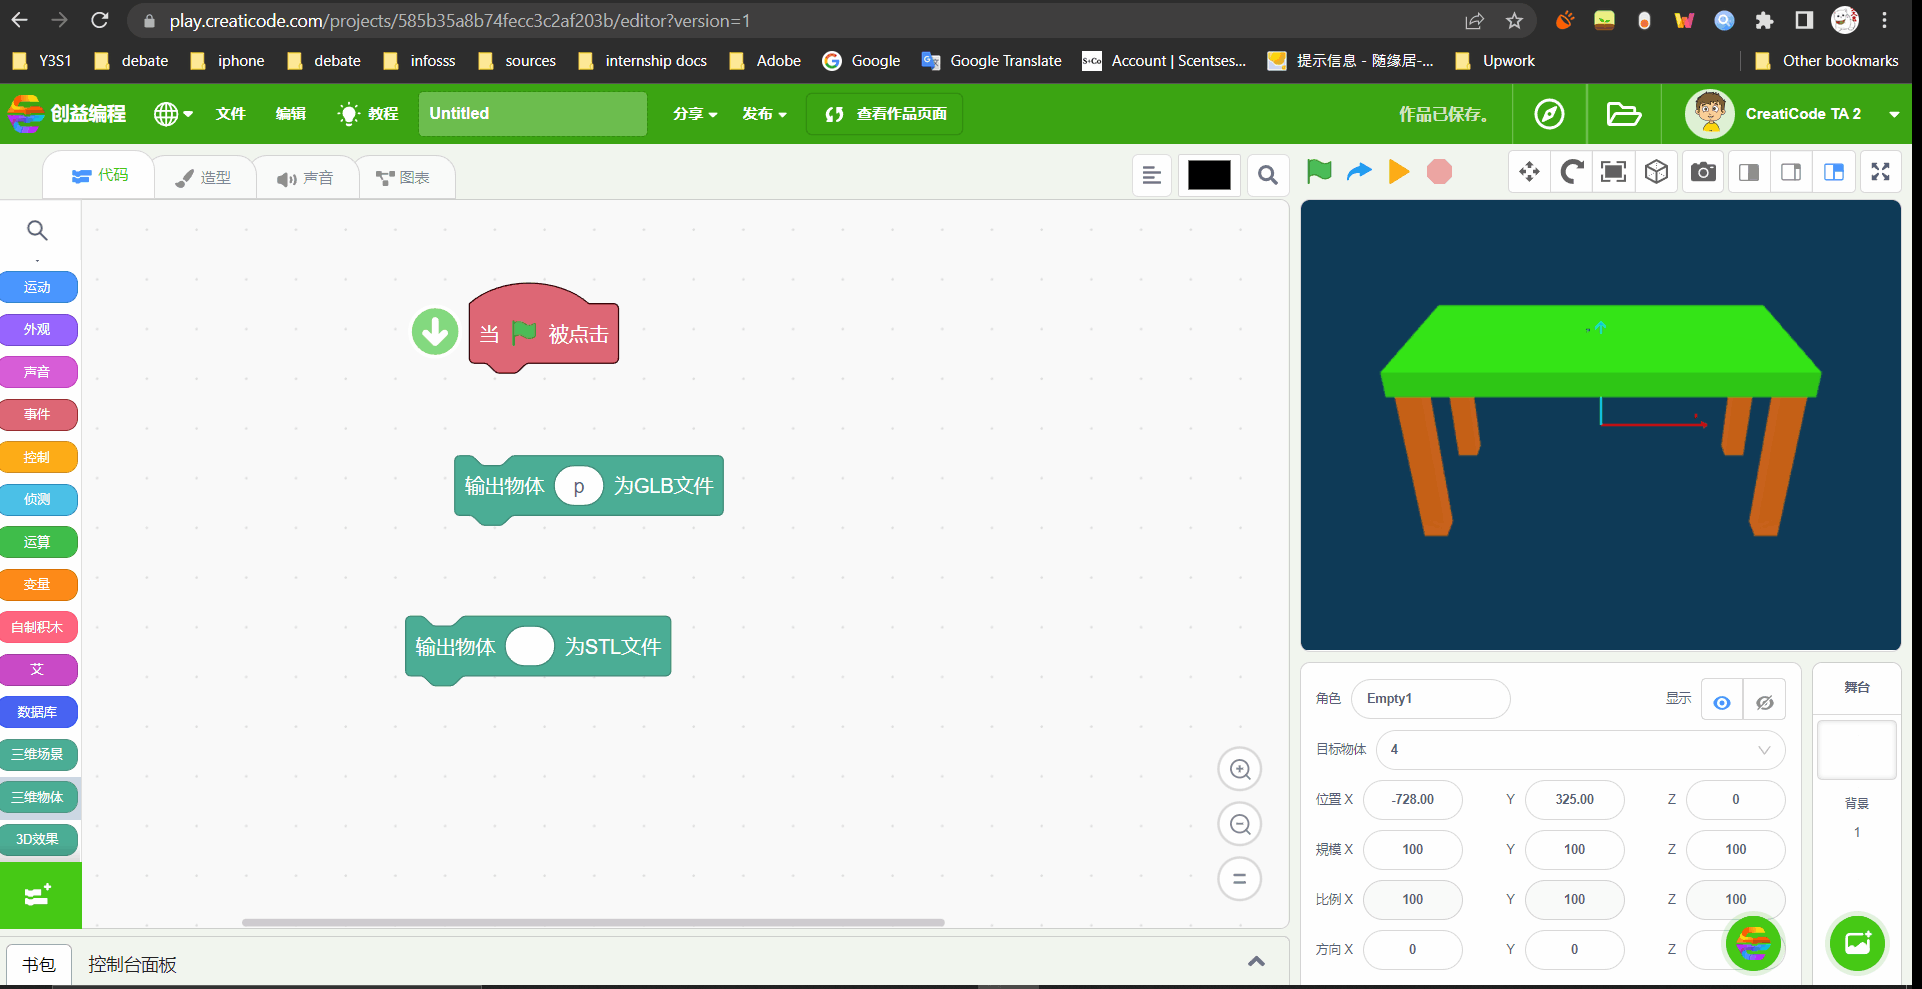 play.creaticode.com/projects/585b35a8b74fecc3c2af203b/editor?version=1
Y3S1 debate iphone debate infosss sources internship docs Adobe Google Google Translate S+Co Account | Scentses... 提示信息 - 随缘居-... Upwork Other bookmarks
创益编程 文件 编辑 教程 Untitled 分享 发布 查看作品页面 作品已保存。 CreatiCode TA 2
代码 造型 声音 图表
运动
外观
声音
事件
控制
侦测
运算
变量
自制积木
艾
数据库
三维场景
三维物体
3D效果
当 被点击
输出物体 p 为GLB文件
输出物体 为STL文件
角色 Empty1 显示
目标物体 4
位置 X -728.00 Y 325.00 Z 0
规模 X 100 Y 100 Z 100
比例 X 100 Y 100 Z 100
方向 X 0 Y 0 Z
舞台
背景
1
书包 控制台面板